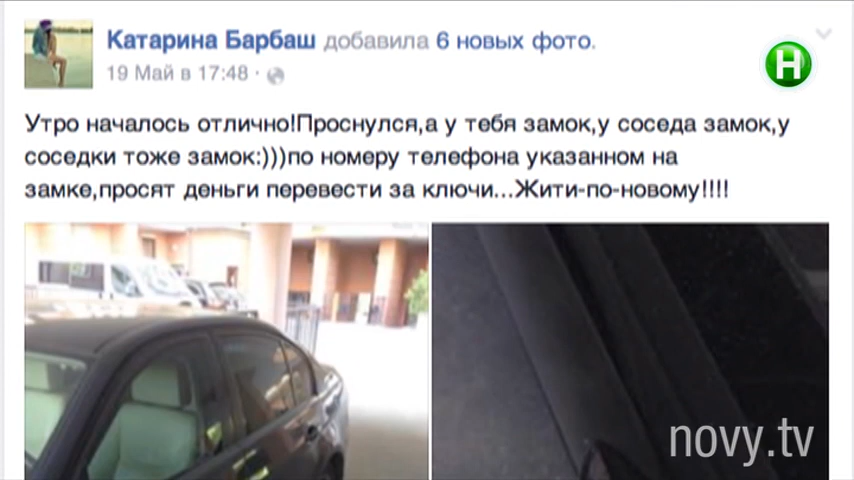 Катарина Барбаш добавила 6 новых фото.
19 Май в 17:48 ·
Н
Утро началось отлично!Проснулся,а у тебя замок,у соседа замок,у
соседки тоже замок:)))по номеру телефона указанном на
замке,просят деньги перевести за ключи...Жити-по-новому!!!!
novy.tv